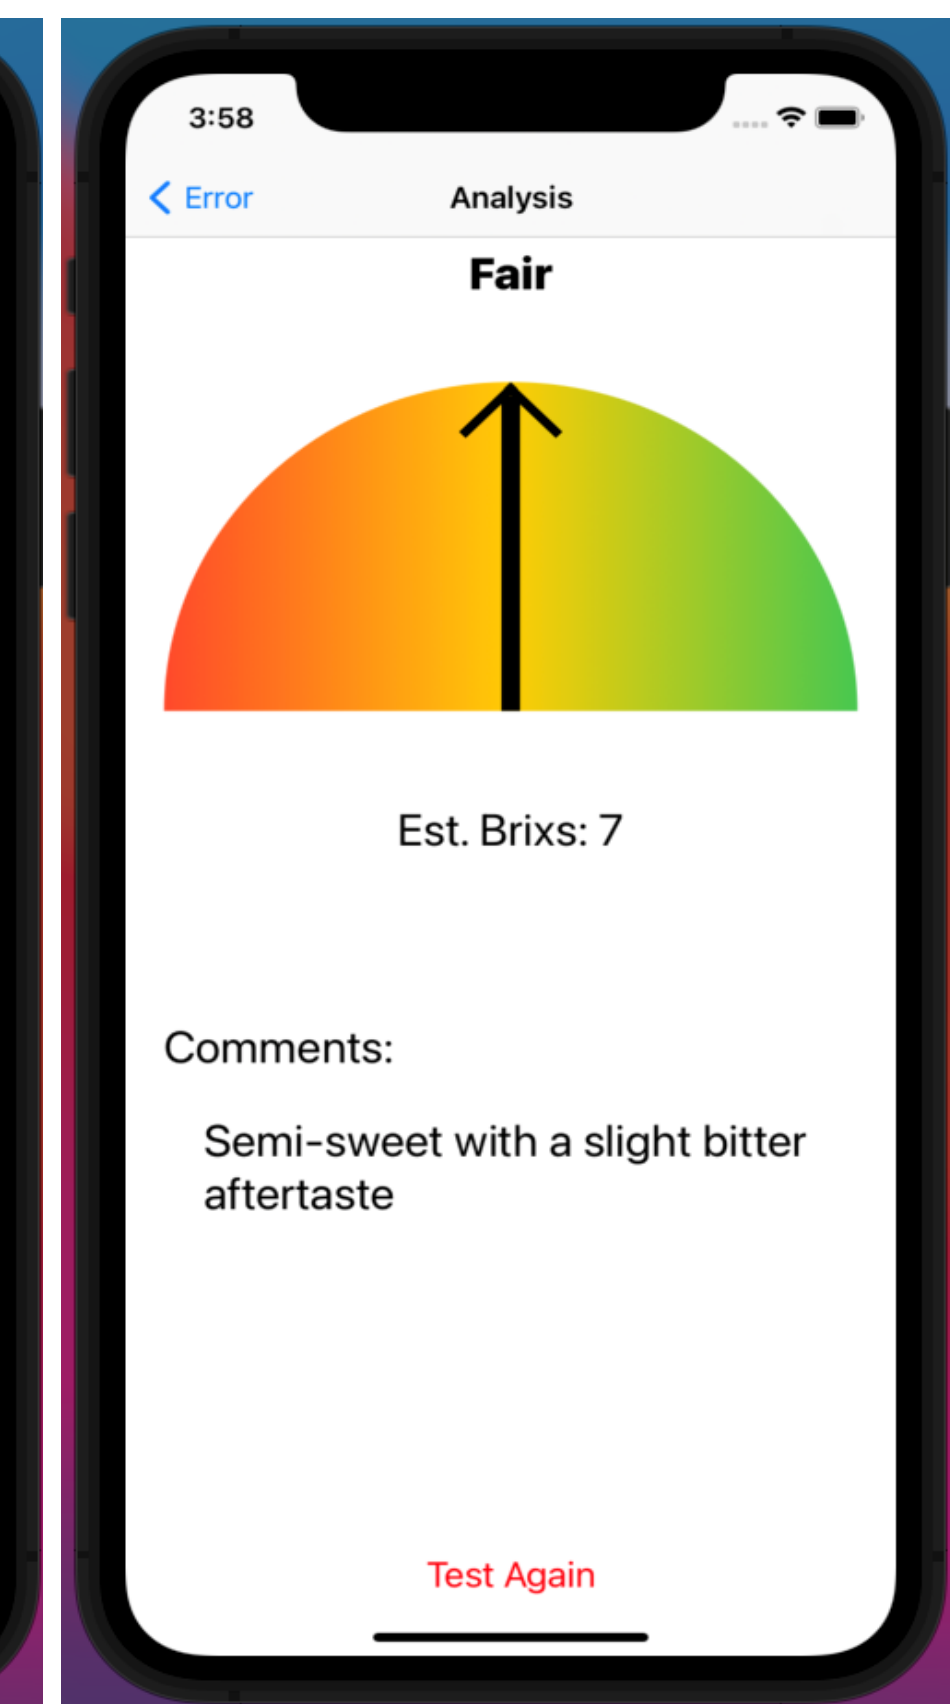 3:58
Error
Analysis
Fair
Est. Brixs: 7
Comments:
Semi-sweet with a slight bitter
aftertaste
Test Again